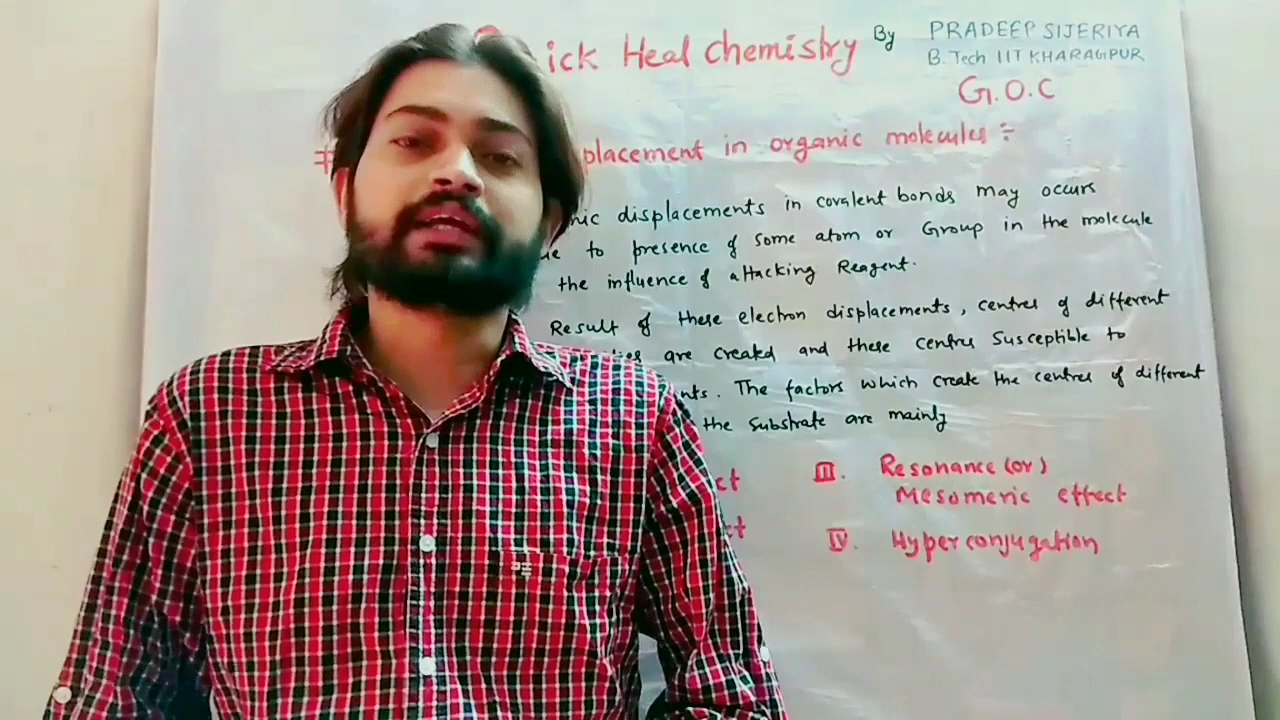 ick Heal chemistry By PRADEEP SIJERIYA
B. Tech IIT KHARAGPUR
G.O.C
placement in organic molecules :-
nic displacements in covalent bonds may occurs
to presence of some atom or Group in the molecule
the influence of attacking Reagent.
Result of these electron displacements, centres of different
are created and these centres Susceptible to
nts. The factors which create the centres of different
the substrate are mainly
ct III. Resonance (or)
Mesomeric effect
ct IV. Hyperconjugation